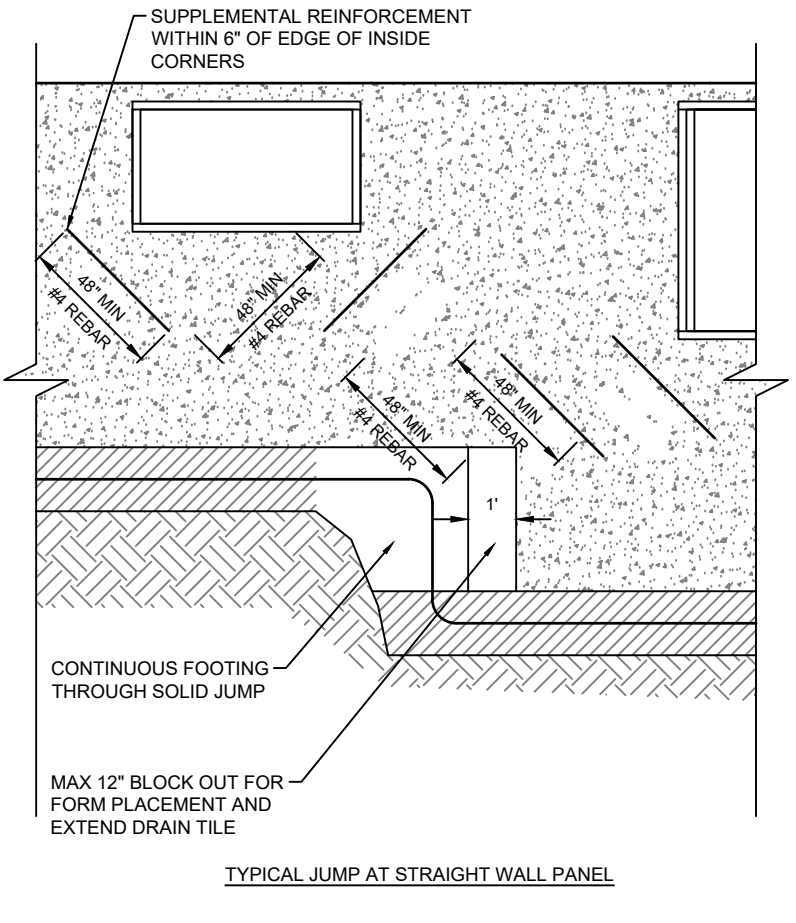 SUPPLEMENTAL REINFORCEMENT
WITHIN 6" OF EDGE OF INSIDE
CORNERS
48" MIN
#4 REBAR
48" MIN
#4 REBAR
48" MIN
#4 REBAR
48" MIN
#4 REBAR
1'
CONTINUOUS FOOTING
THROUGH SOLID JUMP
MAX 12" BLOCK OUT FOR
FORM PLACEMENT AND
EXTEND DRAIN TILE
TYPICAL JUMP AT STRAIGHT WALL PANEL